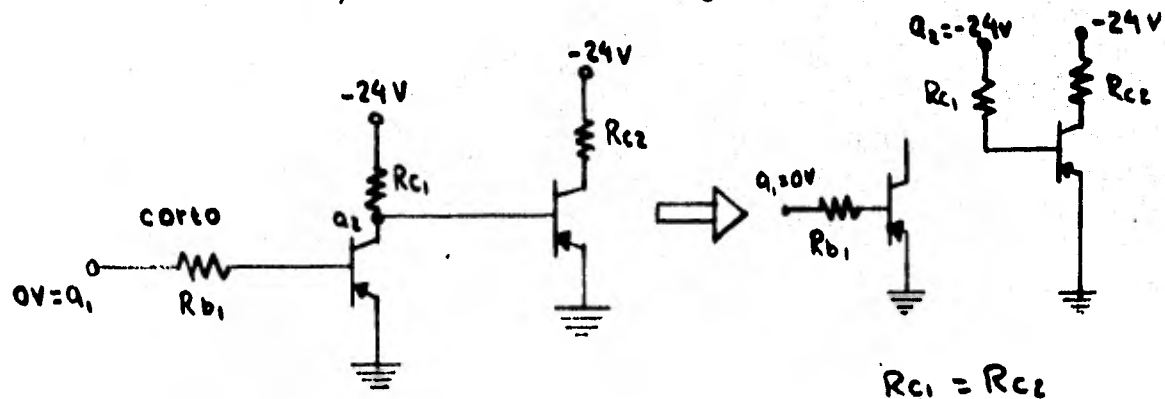 -24V
Rc1
a2
corto
0V=a1
Rb1
-24V
Rc2
a1=0V
Rb1
a2=-24V
Rc1
-24V
Rc2
Rc1 = Rc2